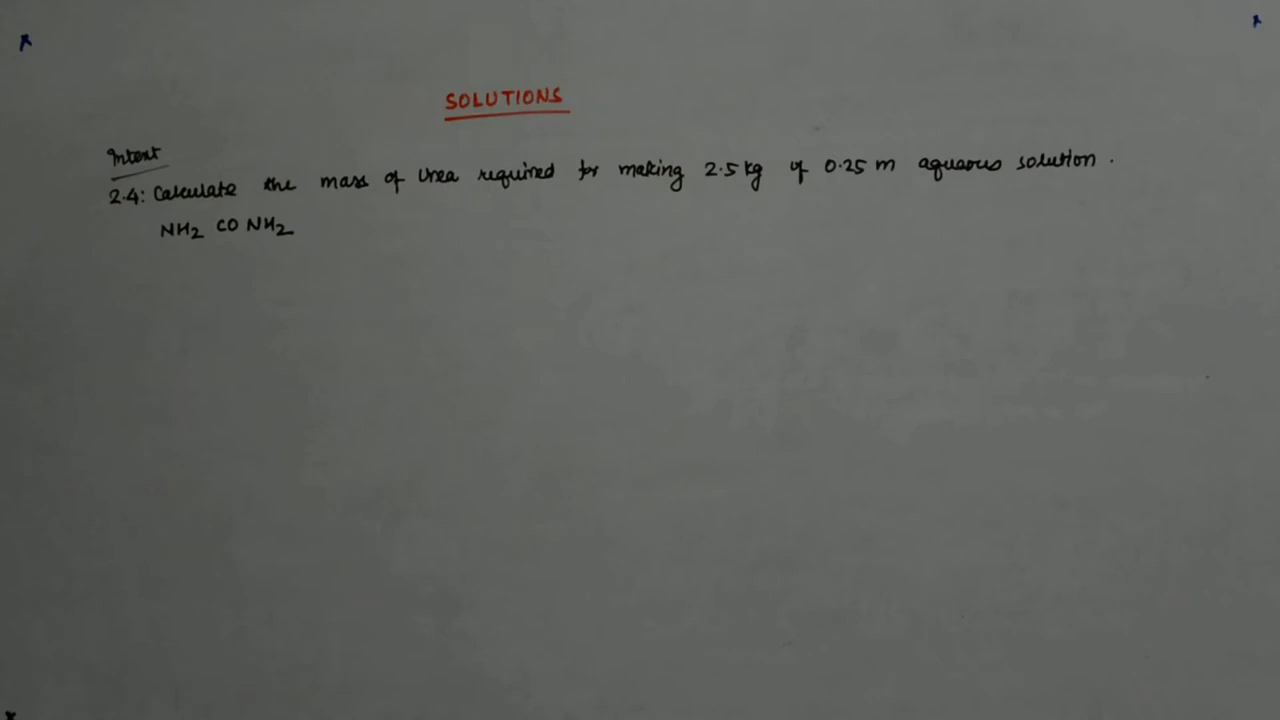 SOLUTIONS
Intext
2.4: Calculate the mass of Urea required for making 2.5 kg of 0.25 m aqueous solution.
NH₂ CO NH₂